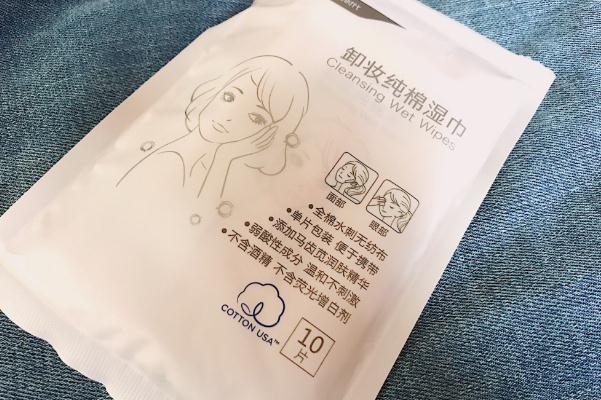 卸妆纯棉湿巾
Cleansing Wet Wipes
面部
眼部
•全棉水刺无纺布
•单片包装 便于携带
•添加马齿苋润肤精华
•弱酸性成分 温和不刺激
•不含酒精 不含荧光增白剂
COTTON USA™
10
片